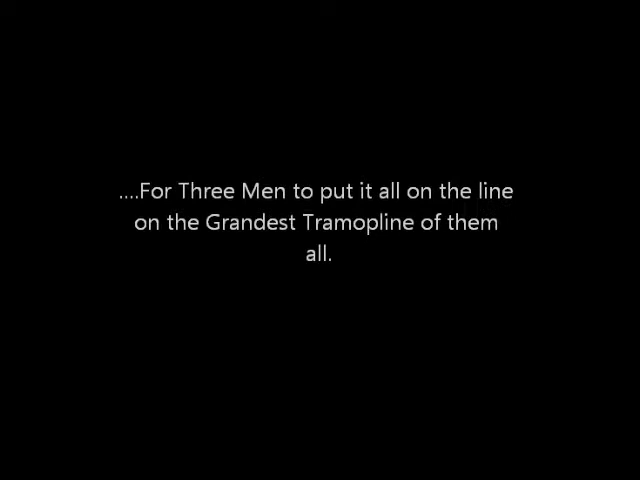 ....For Three Men to put it all on the line
on the Grandest Tramopline of them
all.